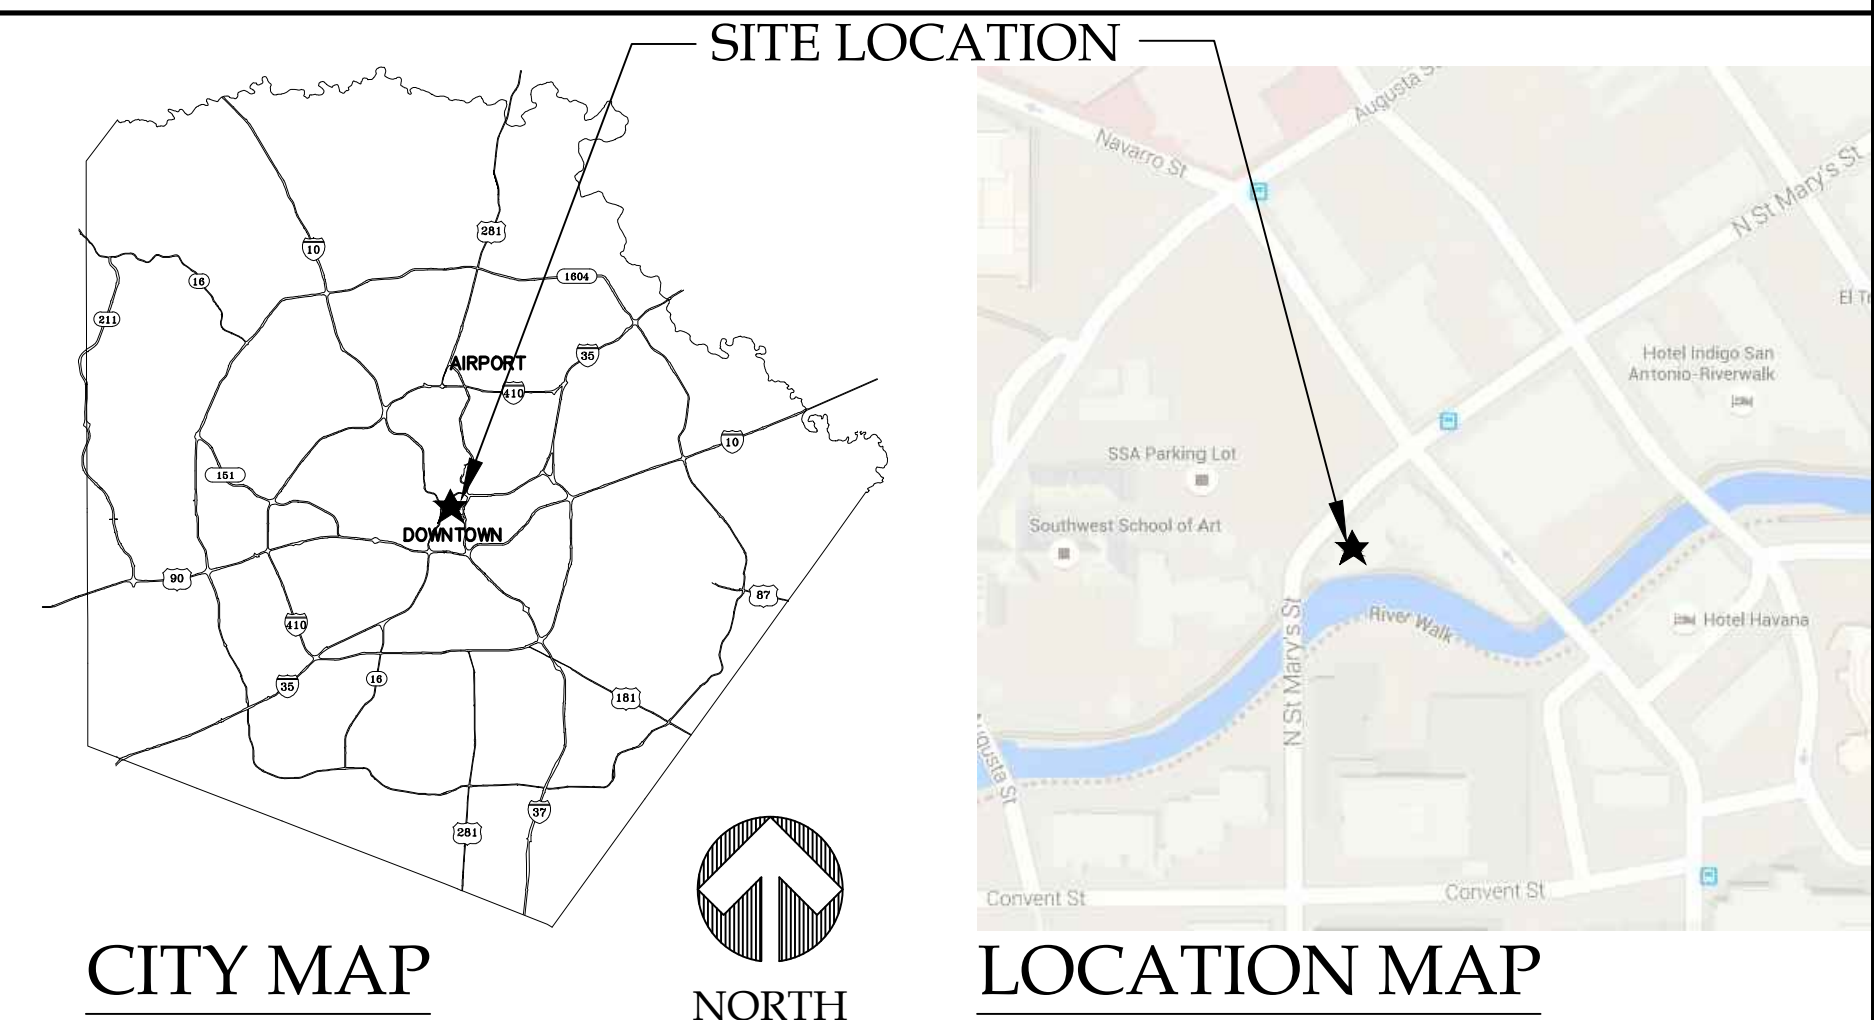 SITE LOCATION
281
10
16
211
1604
35
AIRPORT
410
10
151
DOWNTOWN
90
87
410
35
16
181
281
37
CITY MAP
NORTH
Augusta S
Navarro St
N St Mary's St
El T
Hotel Indigo San
Antonio-Riverwalk
SSA Parking Lot
Southwest School of Art
River Walk
Hotel Havana
N St Mary's St
ugusta St
Convent St
Convent St
LOCATION MAP